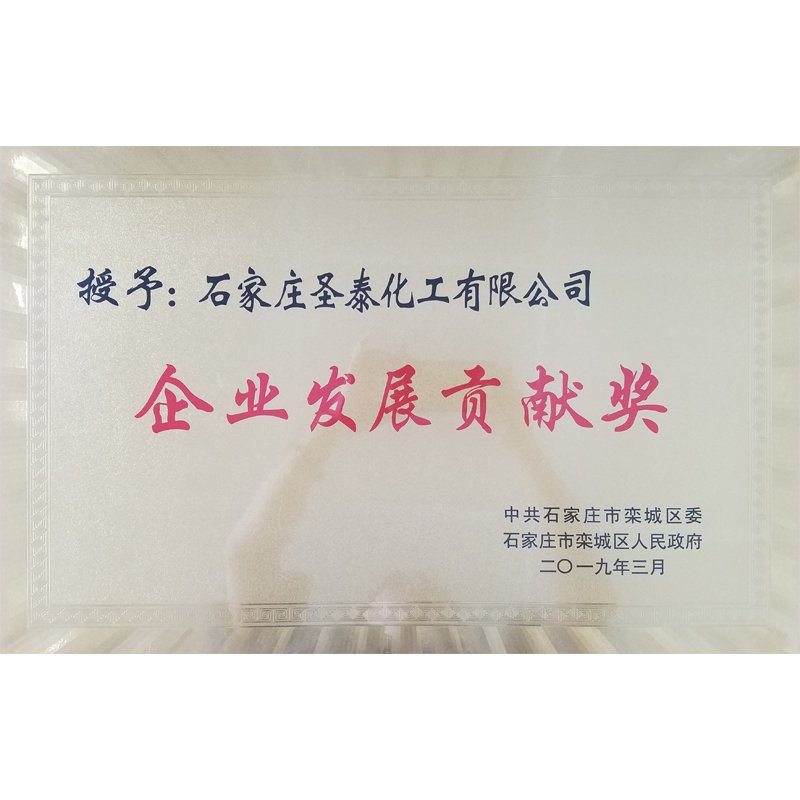 授予：石家庄圣泰化工有限公司
企业发展贡献奖
中共石家庄市栾城区委
石家庄市栾城区人民政府
二〇一九年三月